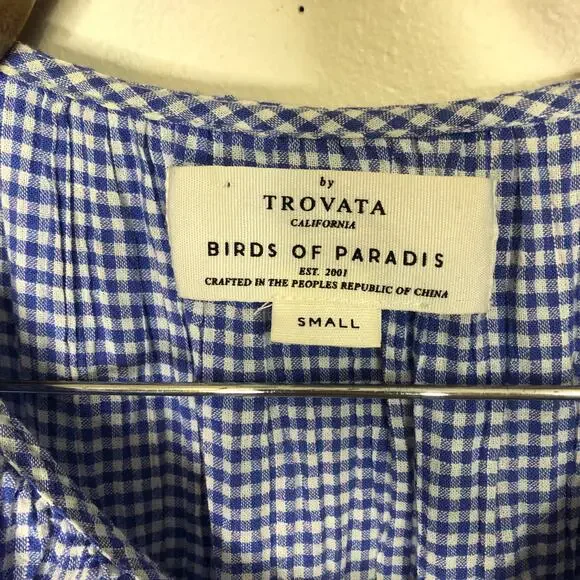 by
TROVATA
CALIFORNIA
BIRDS OF PARADIS
EST. 2001
CRAFTED IN THE PEOPLES REPUBLIC OF CHINA
SMALL